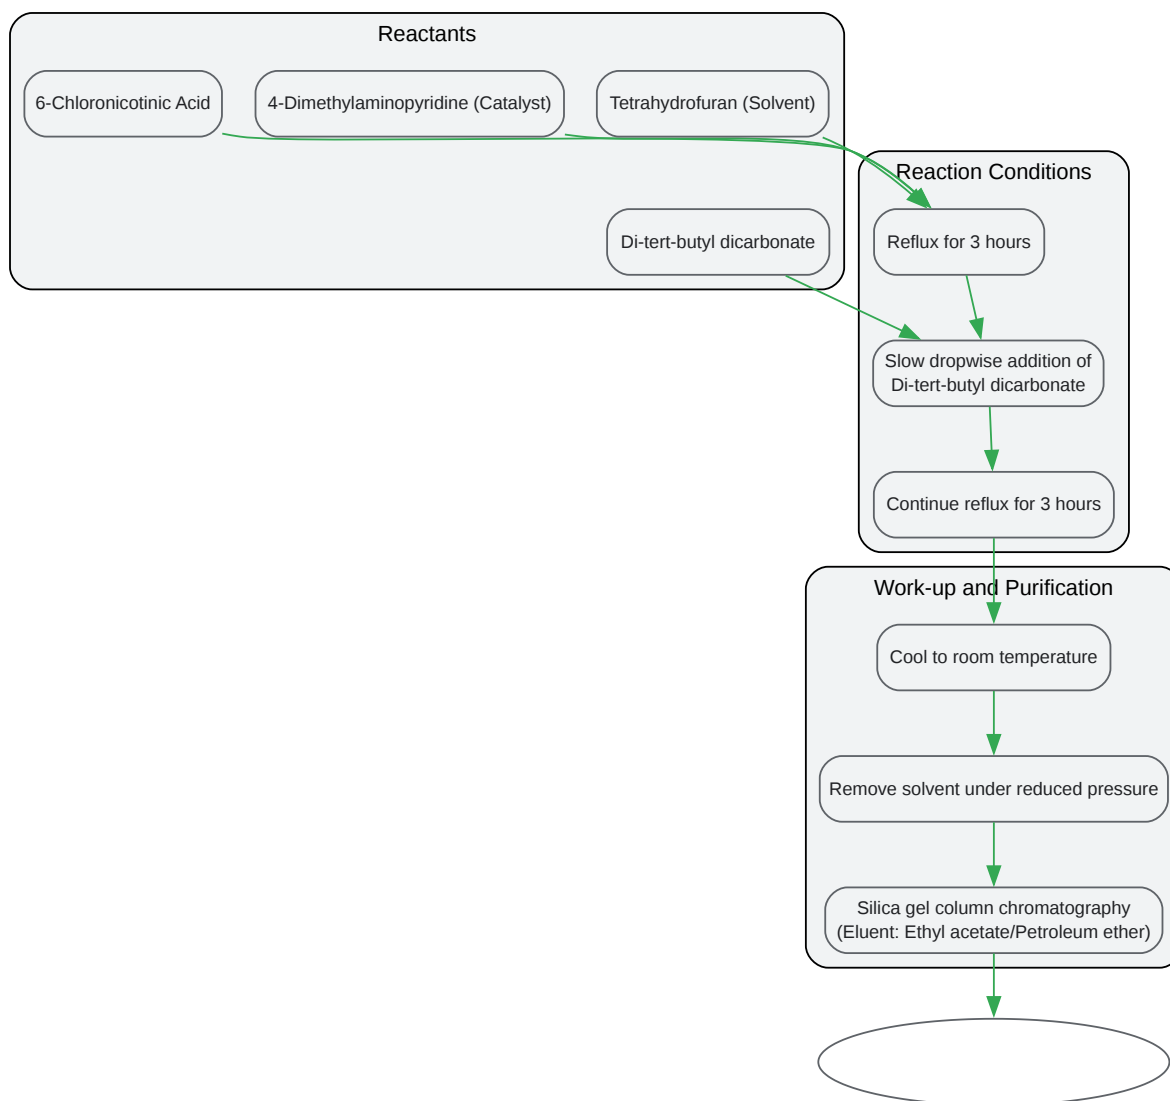 Reactants
6-Chloronicotinic Acid
4-Dimethylaminopyridine (Catalyst)
Tetrahydrofuran (Solvent)
Di-tert-butyl dicarbonate
Reaction Conditions
Reflux for 3 hours
Slow dropwise addition of
Di-tert-butyl dicarbonate
Continue reflux for 3 hours
Work-up and Purification
Cool to room temperature
Remove solvent under reduced pressure
Silica gel column chromatography
(Eluent: Ethyl acetate/Petroleum ether)